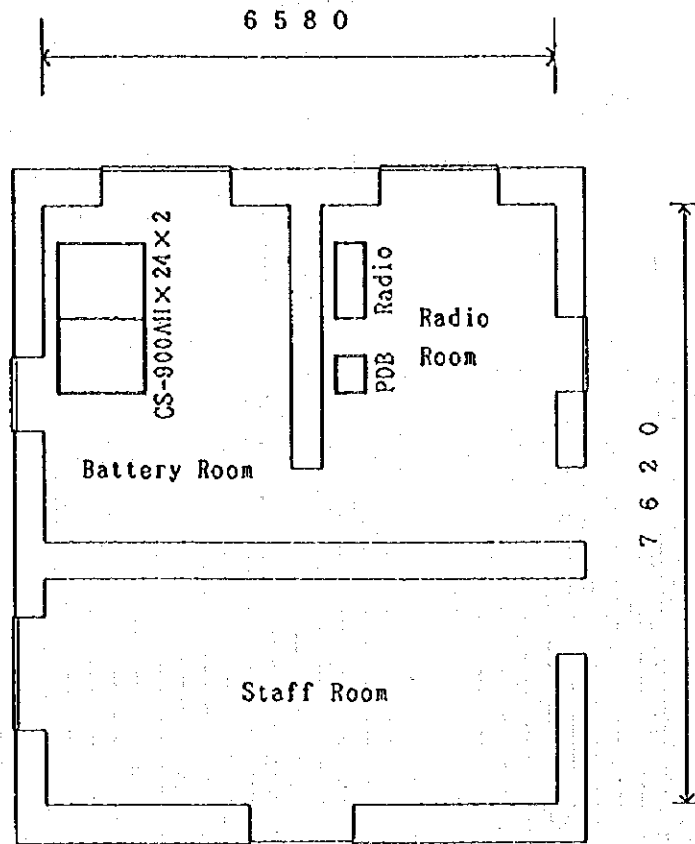 6580
CS-900AH×24×2
Radio
PDB
Radio
Room
Battery Room
7620
Staff Room